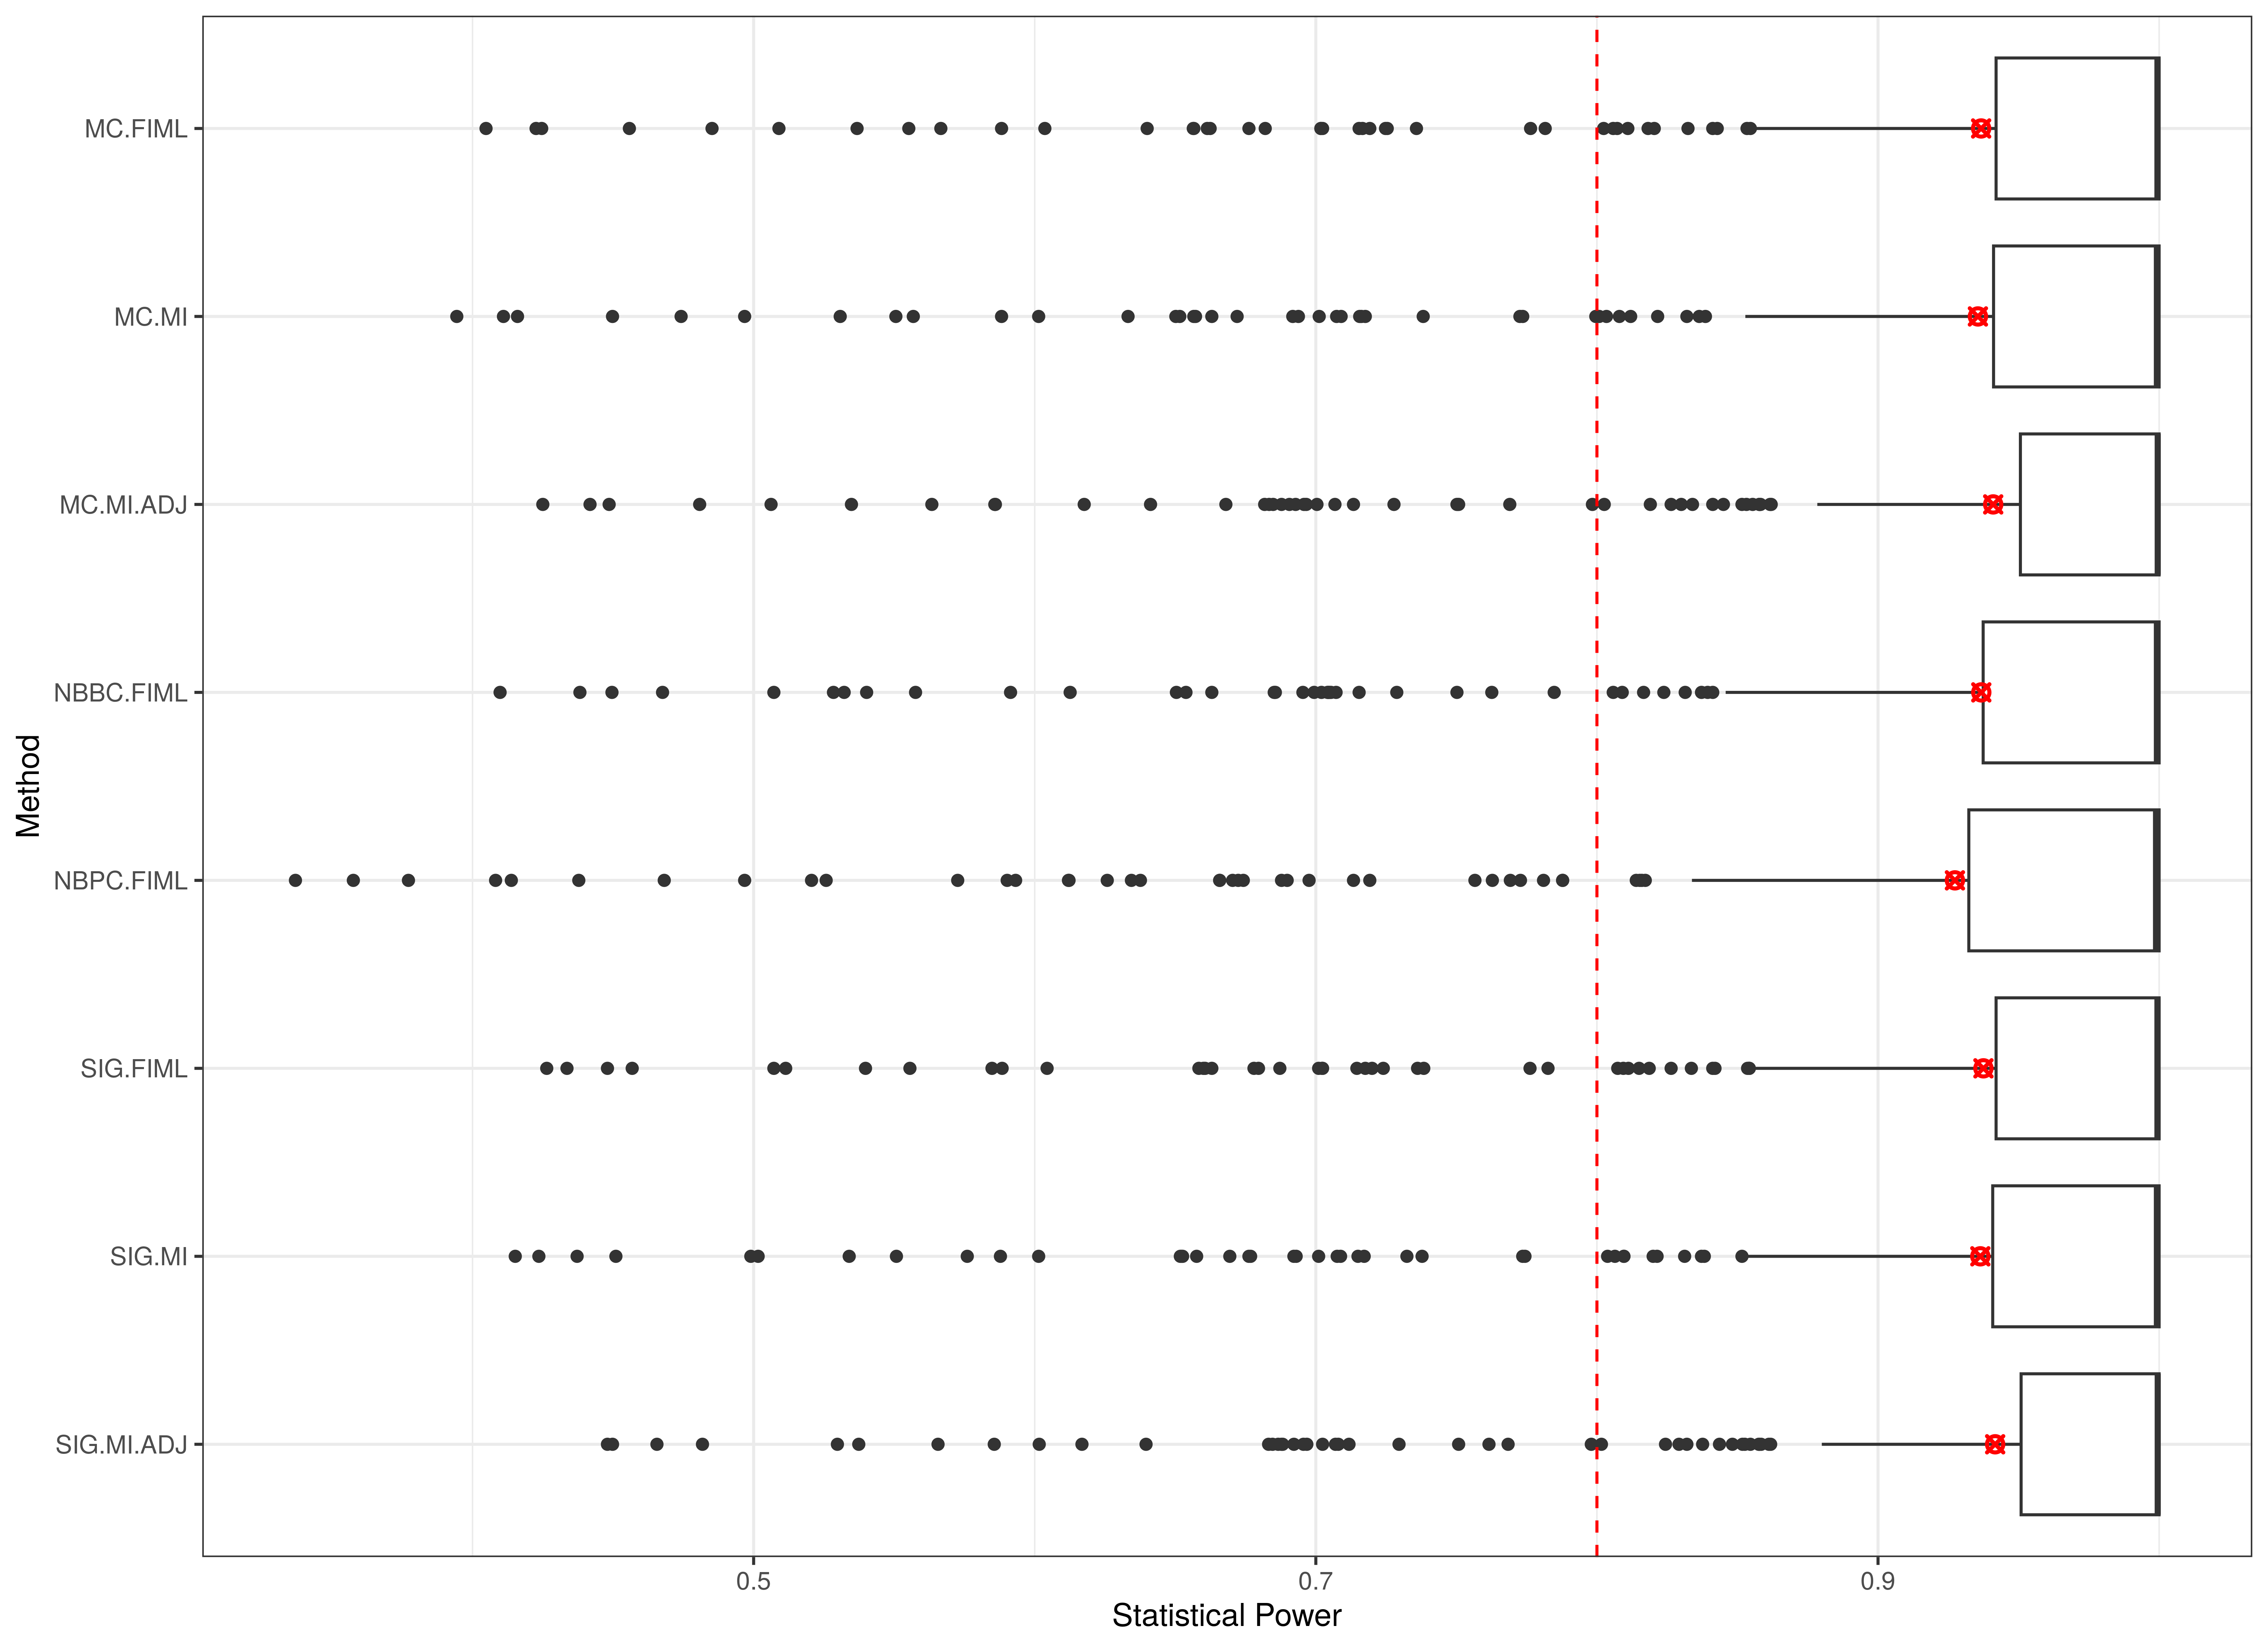 Method
MC.FIML
MC.MI
MC.MI.ADJ
NBBC.FIML
NBPC.FIML
SIG.FIML
SIG.MI
SIG.MI.ADJ
0.5 0.7 0.9
Statistical Power